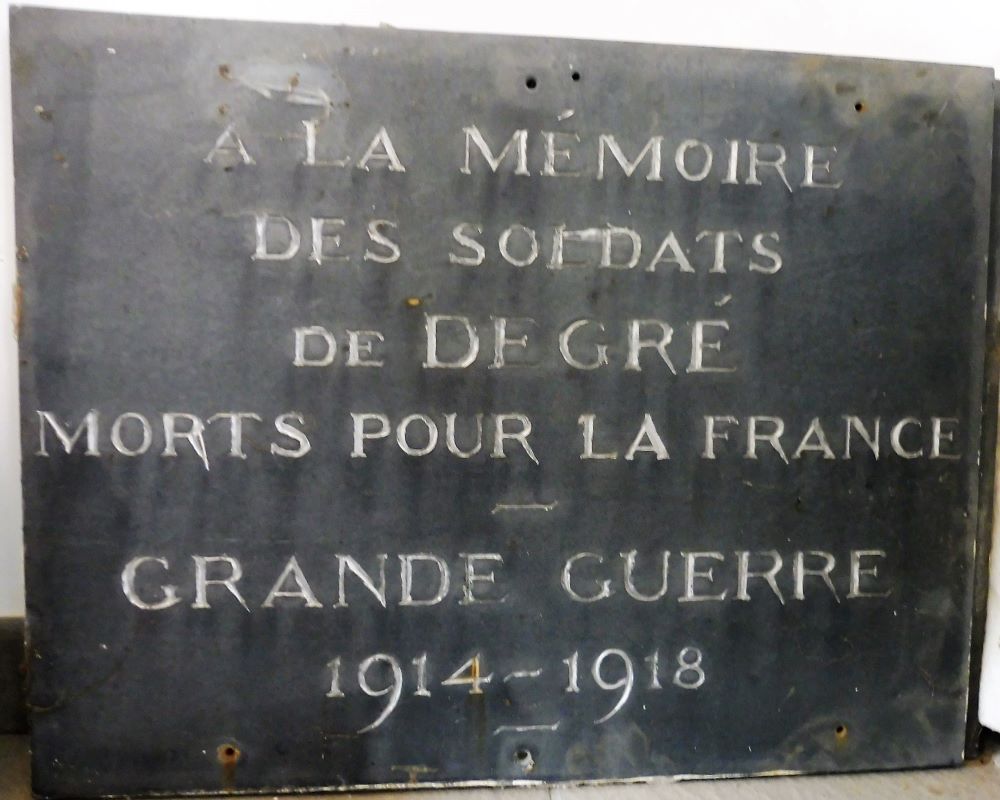 A LA MÉMOIRE
DES SOLDATS
DE DEGRÉ
MORTS POUR LA FRANCE
—
GRANDE GUERRE
1914-1918
—